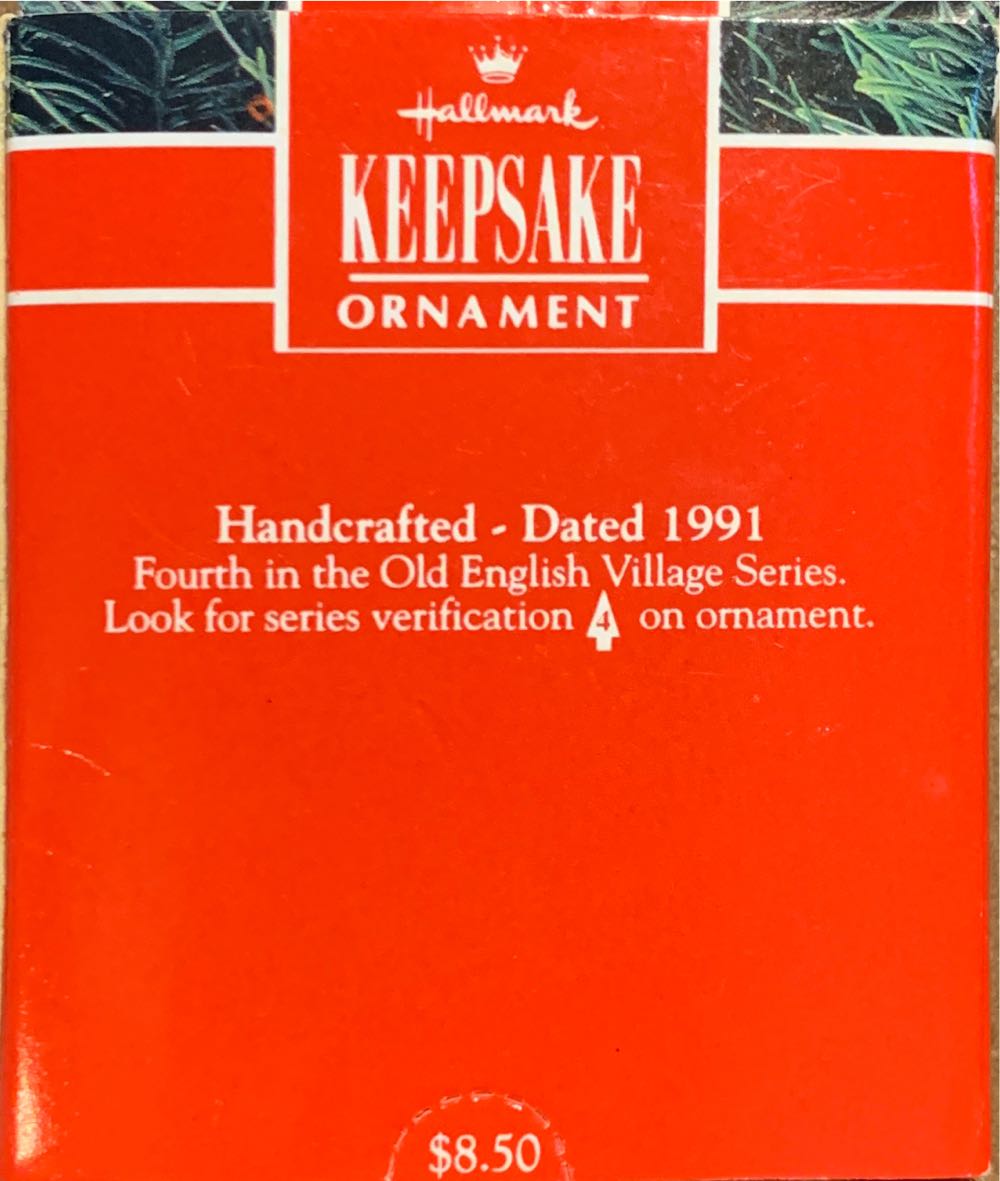 Hallmark
KEEPSAKE
ORNAMENT
Handcrafted - Dated 1991
Fourth in the Old English Village Series.
Look for series verification 4 on ornament.
$8.50